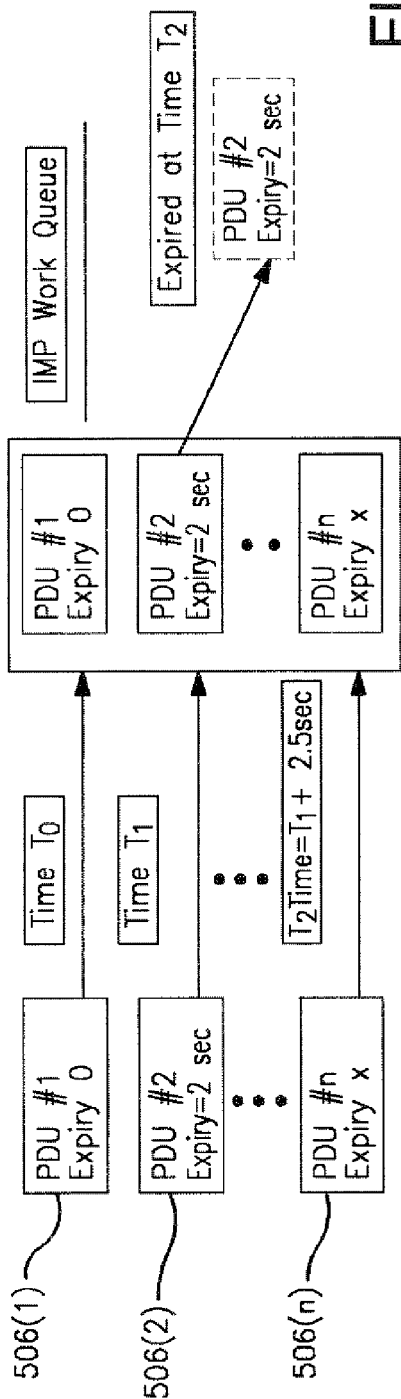 506(1)
PDU #1
Expiry 0
506(2)
PDU #2
Expiry=2 sec
506(n)
PDU #n
Expiry x
Time T0
Time T1
T2Time=T1+ 2.5sec
PDU #1
Expiry 0
PDU #2
Expiry=2 sec
PDU #n
Expiry x
IMP Work Queue
Expired at Time T2
PDU #2
Expiry=2 sec